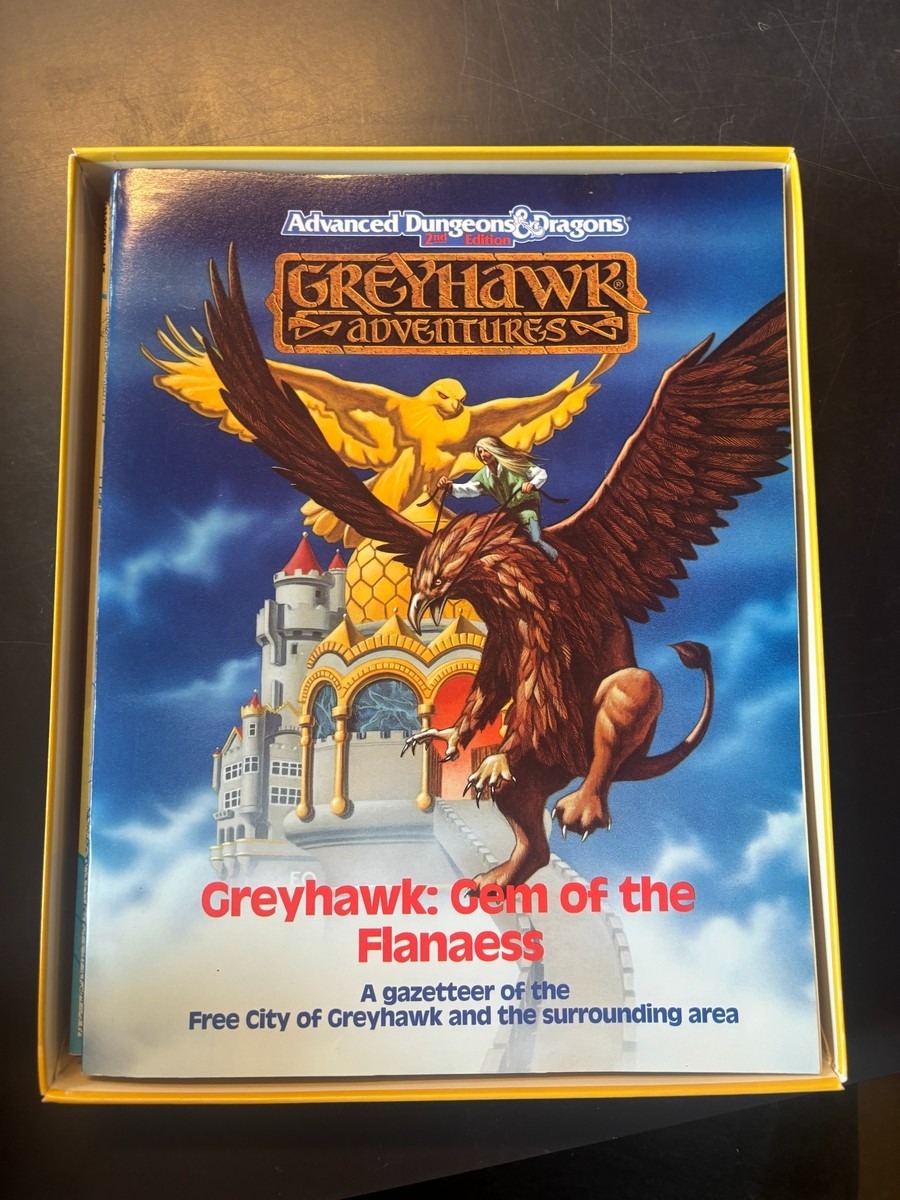 Advanced Dungeons & Dragons®
2nd Edition
GREYHAWK®
ADVENTURES
Greyhawk: Gem of the
Flanaess
A gazetteer of the
Free City of Greyhawk and the surrounding area